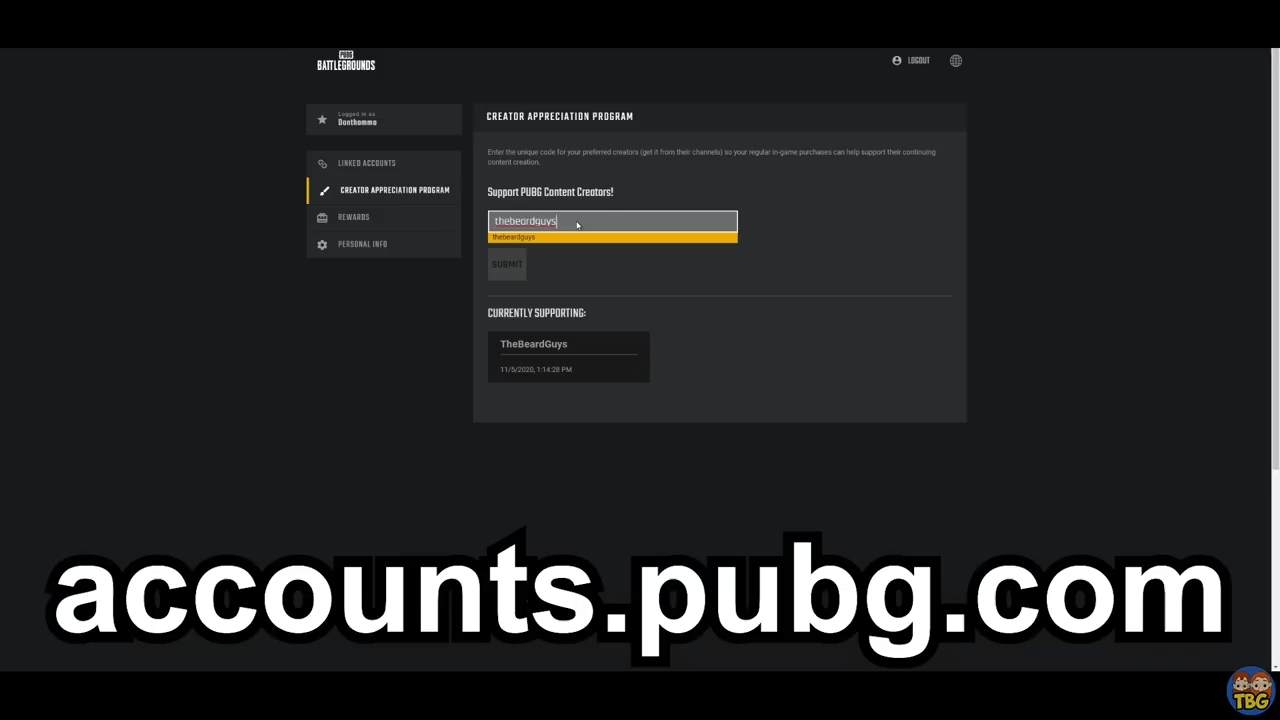 PUBG
BATTLEGROUNDS
LOGOUT
Logged in as
Danthommo
LINKED ACCOUNTS
CREATOR APPRECIATION PROGRAM
REWARDS
PERSONAL INFO
CREATOR APPRECIATION PROGRAM
Enter the unique code for your preferred creators (get it from their channels) so your regular in-game purchases can help support their continuing
content creation.
Support PUBG Content Creators!
thebeardguys
thebeardguys
SUBMIT
CURRENTLY SUPPORTING:
TheBeardGuys
11/5/2020, 1:14:28 PM
accounts.pubg.com
TBG